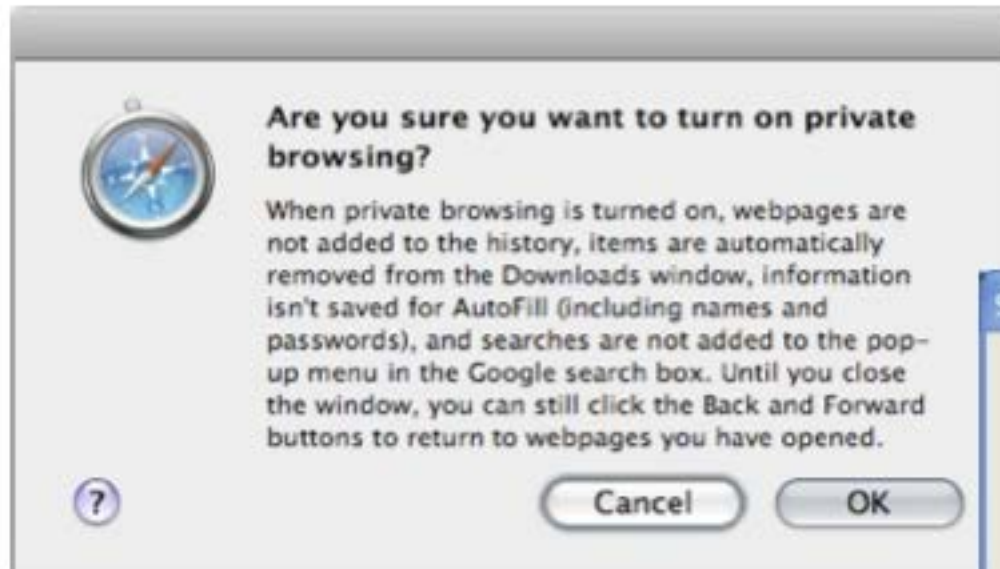 Are you sure you want to turn on private
browsing?
When private browsing is turned on, webpages are
not added to the history, items are automatically
removed from the Downloads window, information
isn't saved for AutoFill (including names and
passwords), and searches are not added to the pop-
up menu in the Google search box. Until you close
the window, you can still click the Back and Forward
buttons to return to webpages you have opened.
? Cancel OK